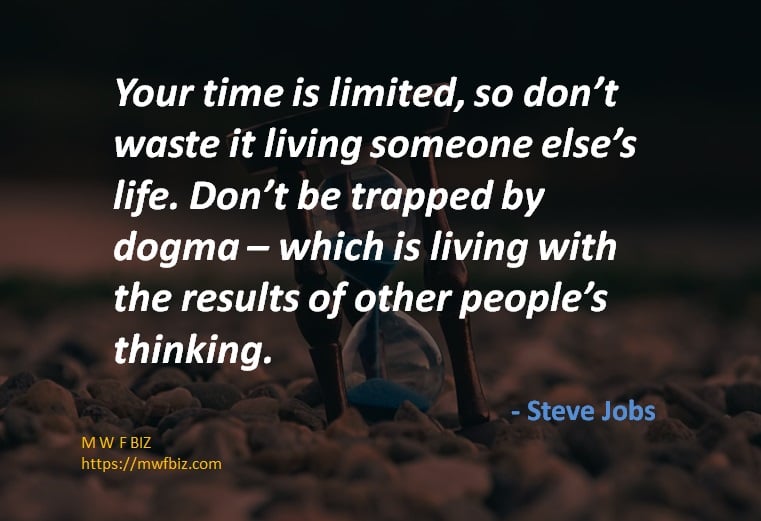 Your time is limited, so don’t
waste it living someone else’s
life. Don’t be trapped by
dogma – which is living with
the results of other people’s
thinking.
- Steve Jobs
M W F BIZ
https://mwfbiz.com